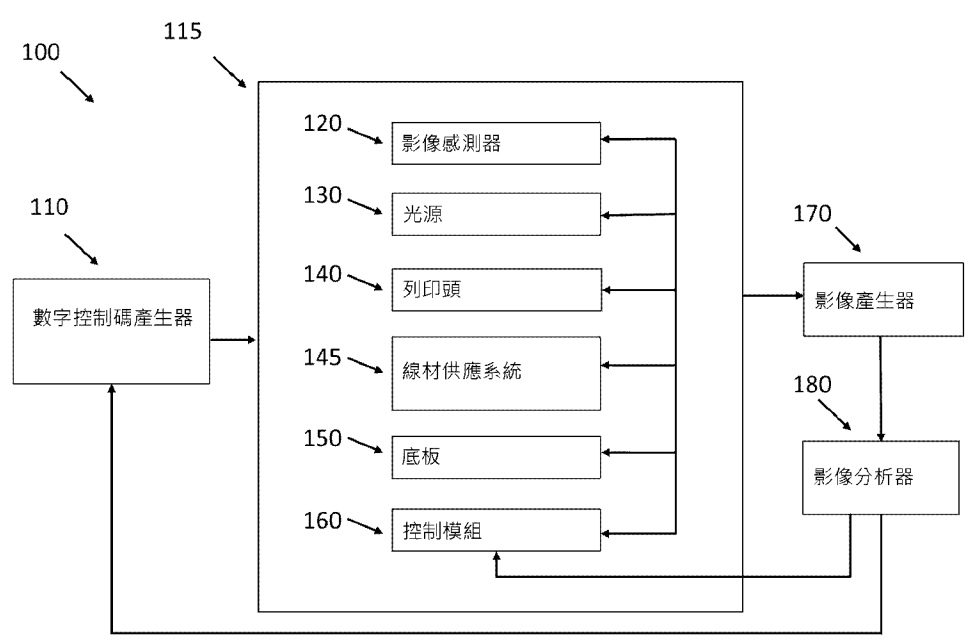 100
115
120
影像感測器
130
光源
110
170
140
列印頭
影像產生器
數字控制碼產生器
145
線材供應系統
180
150
底板
影像分析器
160
控制模組